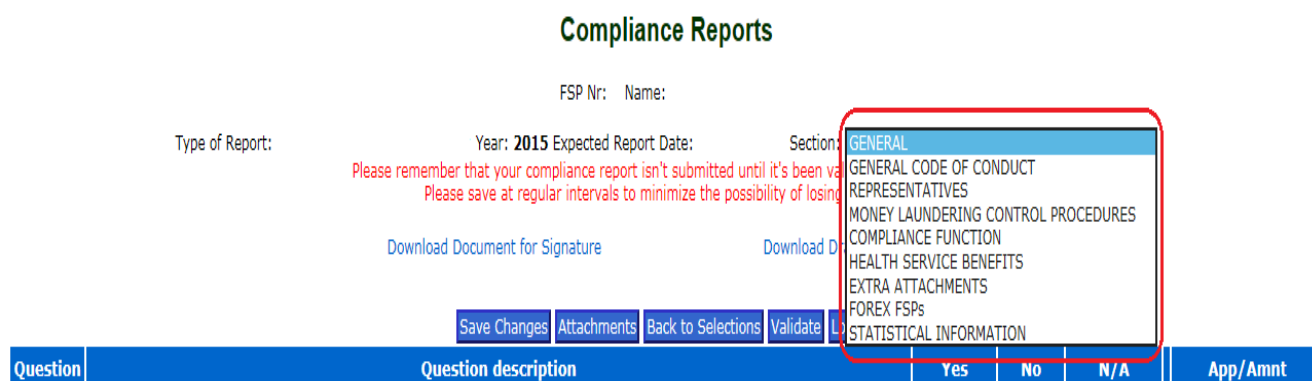 Compliance Reports
FSP Nr: Name:
Type of Report: Year: 2015 Expected Report Date: Section: GENERAL
GENERAL CODE OF CONDUCT
REPRESENTATIVES
MONEY LAUNDERING CONTROL PROCEDURES
COMPLIANCE FUNCTION
HEALTH SERVICE BENEFITS
EXTRA ATTACHMENTS
FOREX FSPs
STATISTICAL INFORMATION
Please remember that your compliance report isn't submitted until it's been
Please save at regular intervals to minimize the possibility of losing
Download Document for Signature Download
Save Changes Attachments Back to Selections Validate
Question Question description Yes No N/A App/Amnt